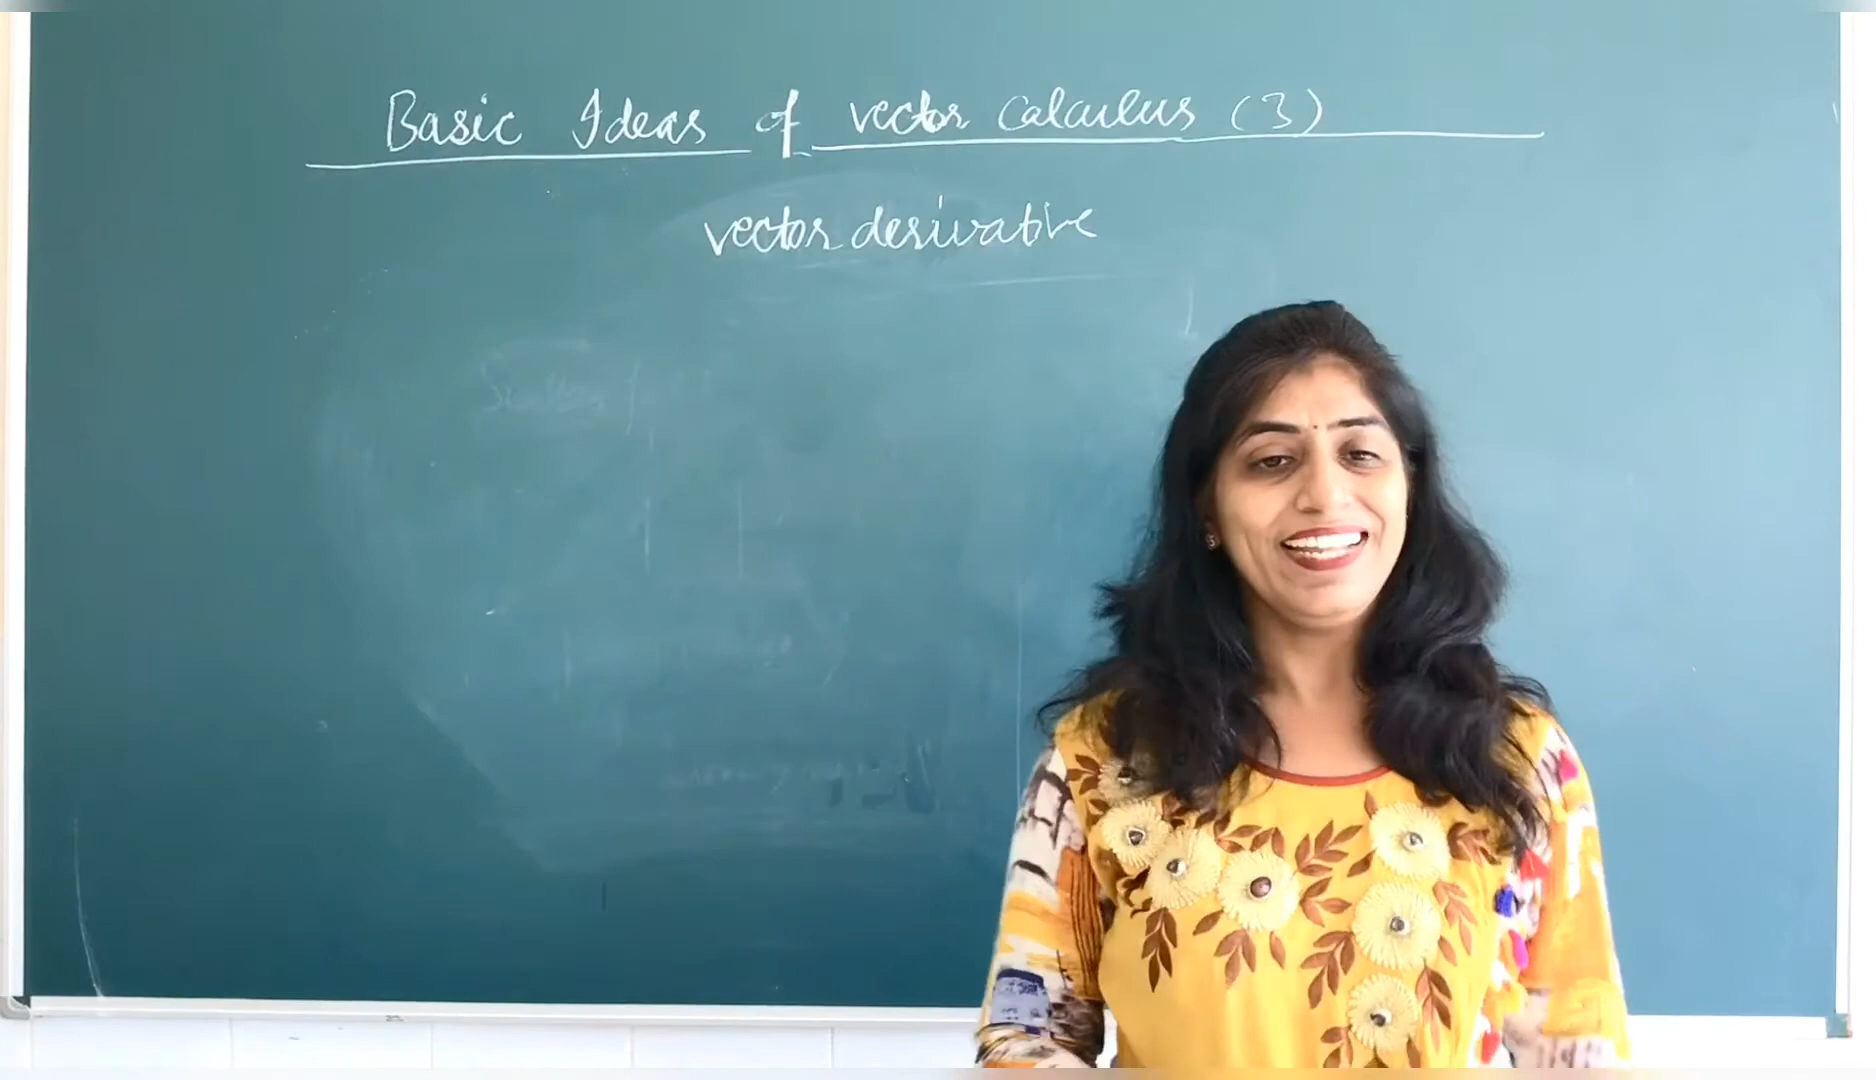 Basic Ideas of vector Calculus (3)
vector derivative